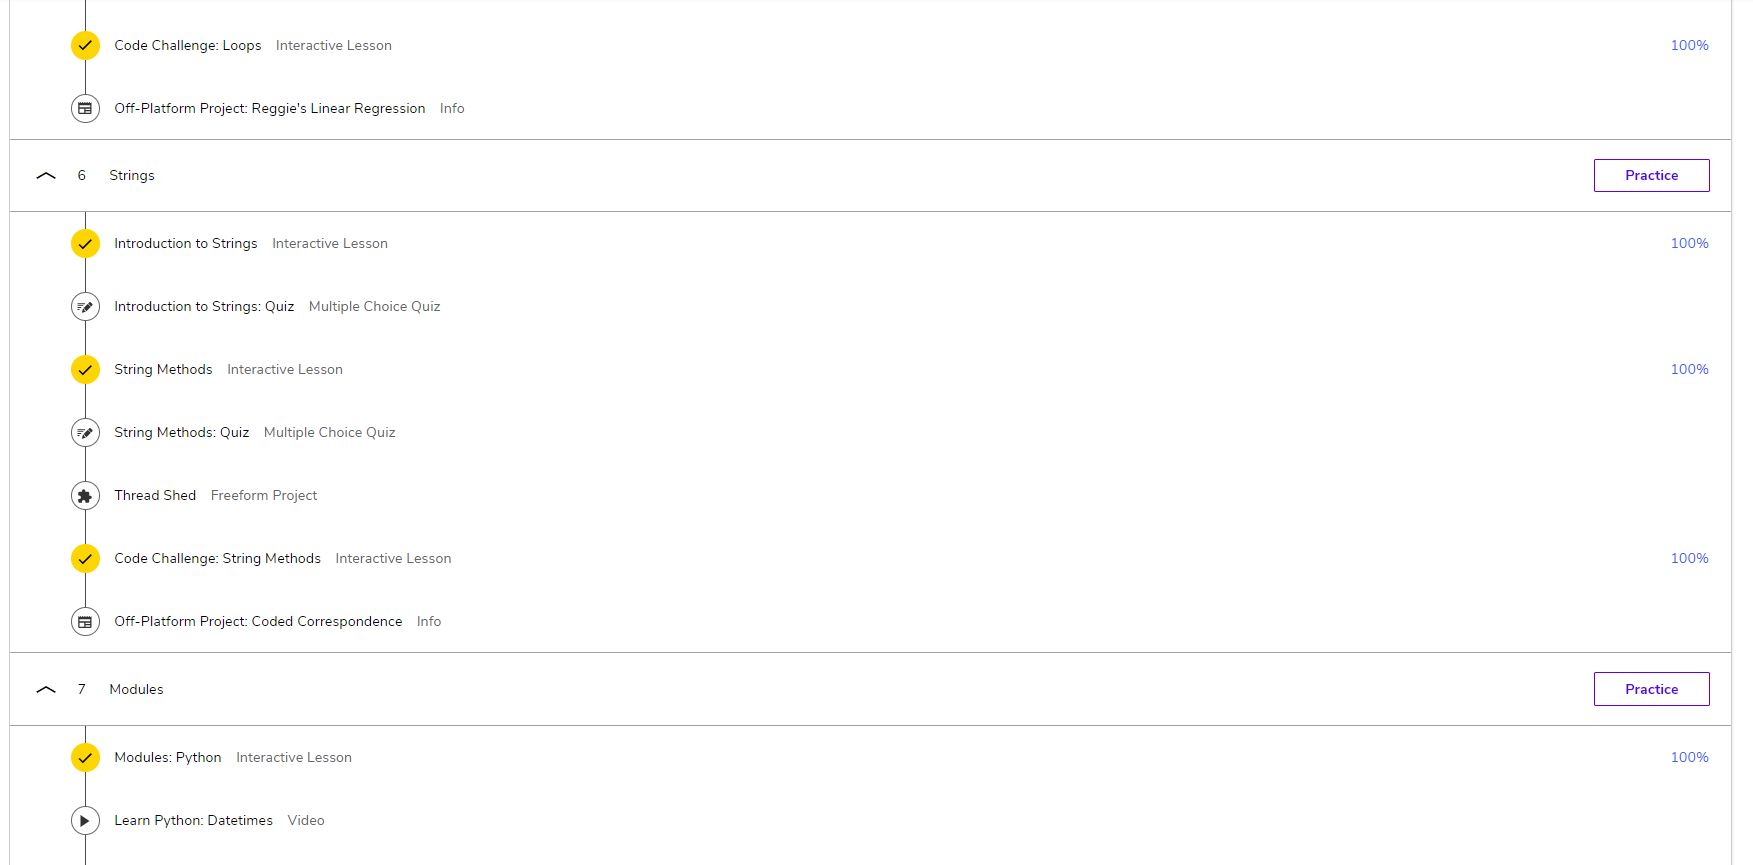 Code Challenge: Loops Interactive Lesson 100%
Off-Platform Project: Reggie's Linear Regression Info
6 Strings Practice
Introduction to Strings Interactive Lesson 100%
Introduction to Strings: Quiz Multiple Choice Quiz
String Methods Interactive Lesson 100%
String Methods: Quiz Multiple Choice Quiz
Thread Shed Freeform Project
Code Challenge: String Methods Interactive Lesson 100%
Off-Platform Project: Coded Correspondence Info
7 Modules Practice
Modules: Python Interactive Lesson 100%
Learn Python: Datetimes Video